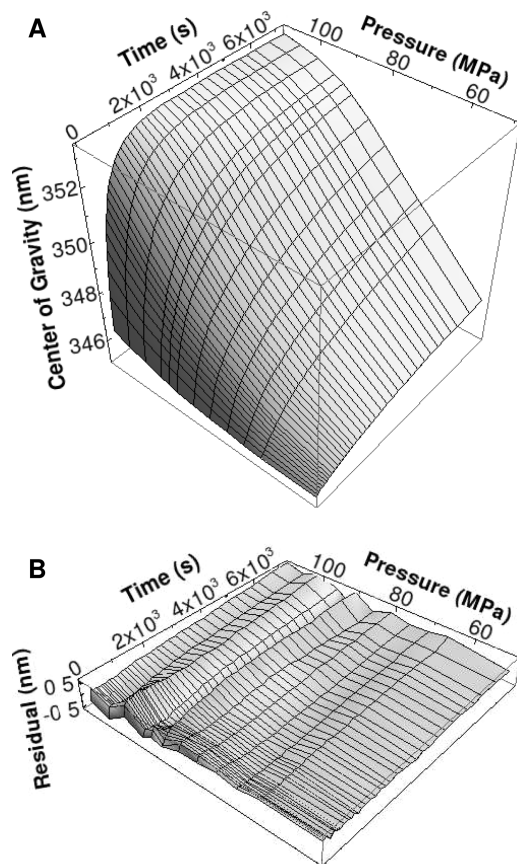 A
Time (s)
0
2x10³
4x10³
6x10³
Pressure (MPa)
100
80
60
Center of Gravity (nm)
352
350
348
346
B
Time (s)
0
2x10³
4x10³
6x10³
Pressure (MPa)
100
80
60
Residual (nm)
0 5
-0 5